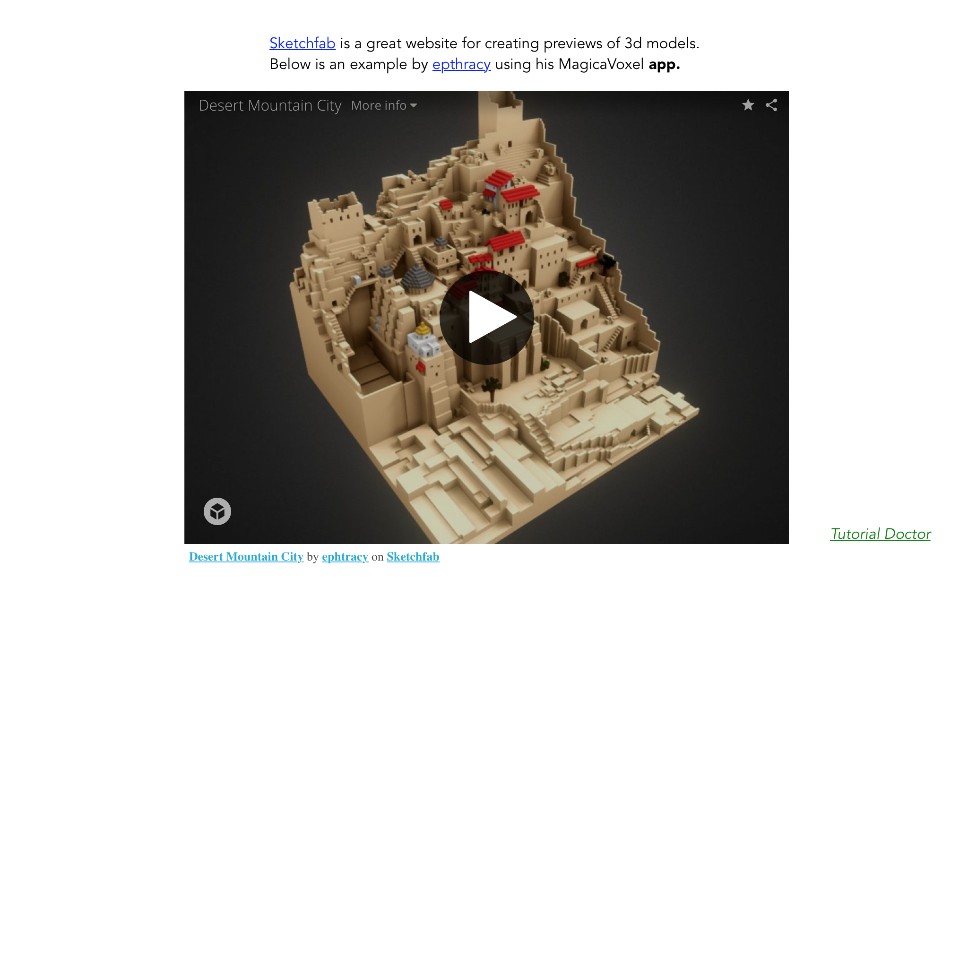 Sketchfab is a great website for creating previews of 3d models.
Below is an example by epthracy using his MagicaVoxel app.
Desert Mountain City More info
Tutorial Doctor
Desert Mountain City by ephtracy on Sketchfab